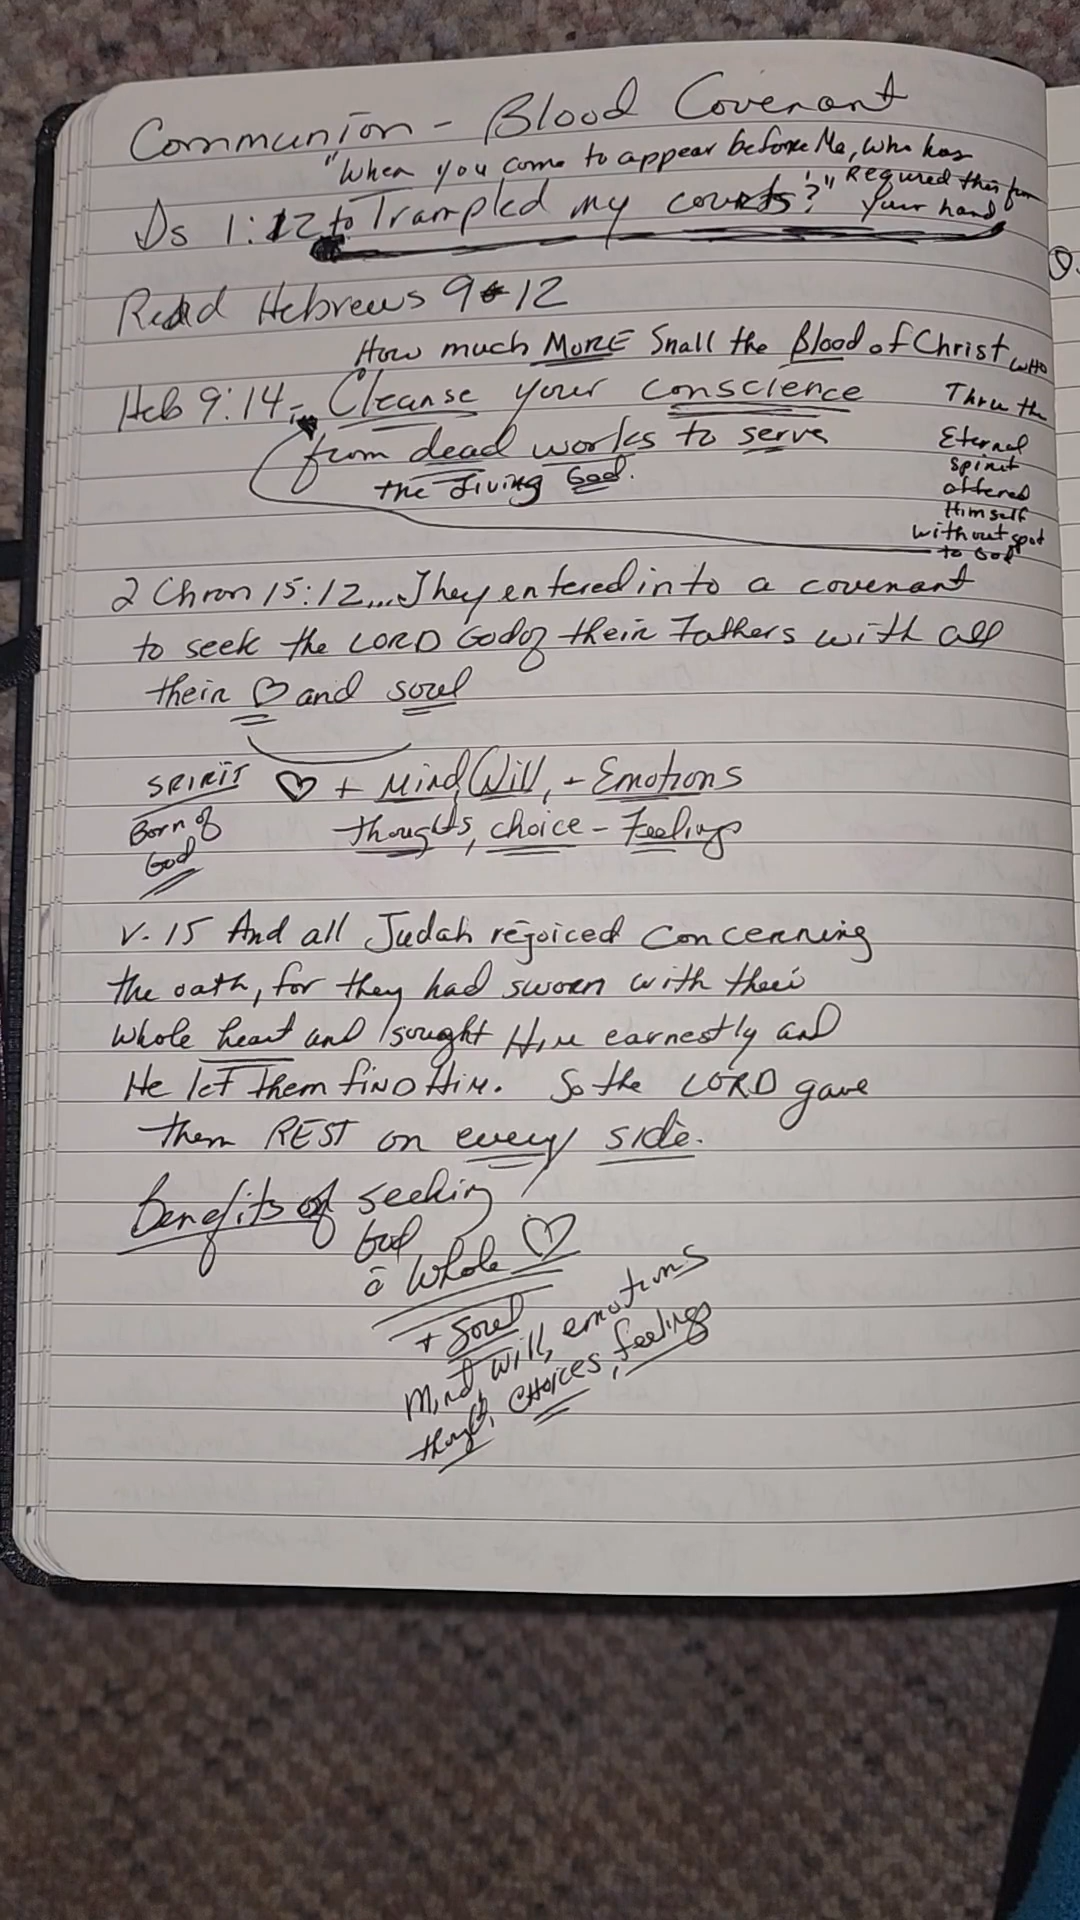 Communion - Blood Covenant
"When you come to appear before Me, who has
Required this from
your hand
Is 1:12 to Trampled my courts?"
Read Hebrews 9 12
How much MORE Shall the Blood of Christ WHO
Thru the
Eternal
spirit
offered
Himself
without spot
to God
Heb 9:14 - Cleanse your conscience
from dead works to serve
the Living God.
2 Chron 15:12... They entered into a covenant
to seek the LORD God of their Fathers with all
their ♡ and soul
SPIRIT ♡ + Mind, Will, + Emotions
Born of
God
thoughts, choice - Feelings
V. 15 And all Judah rejoiced concerning
the oath, for they had sworn with their
whole heart and sought Him earnestly and
He let them FIND HIM. So the LORD gave
them REST on every side.
Benefits of seeking
God
c̄ Whole ♡
+ Soul
Mind, will, emotions
though, CHOICES, feelings